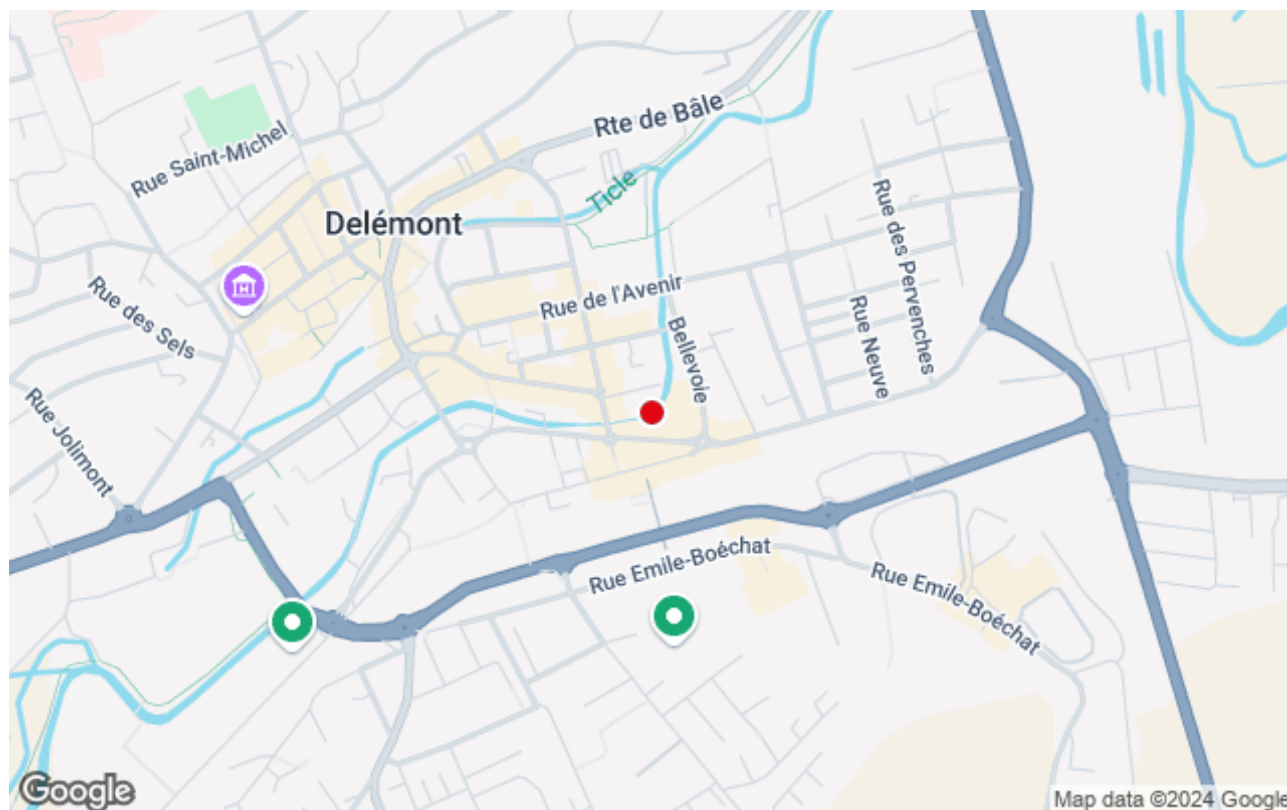 Rte de Bâle
Rue Saint-Michel
Ticle
Delémont
Rue des Pervenches
Rue de l'Avenir
Rue des Sels
Rue Neuve
Bellevoie
Rue Jolimont
Rue Emile-Boéchat
Rue Emile-Boéchat
H
Google
Map data ©2024 Google